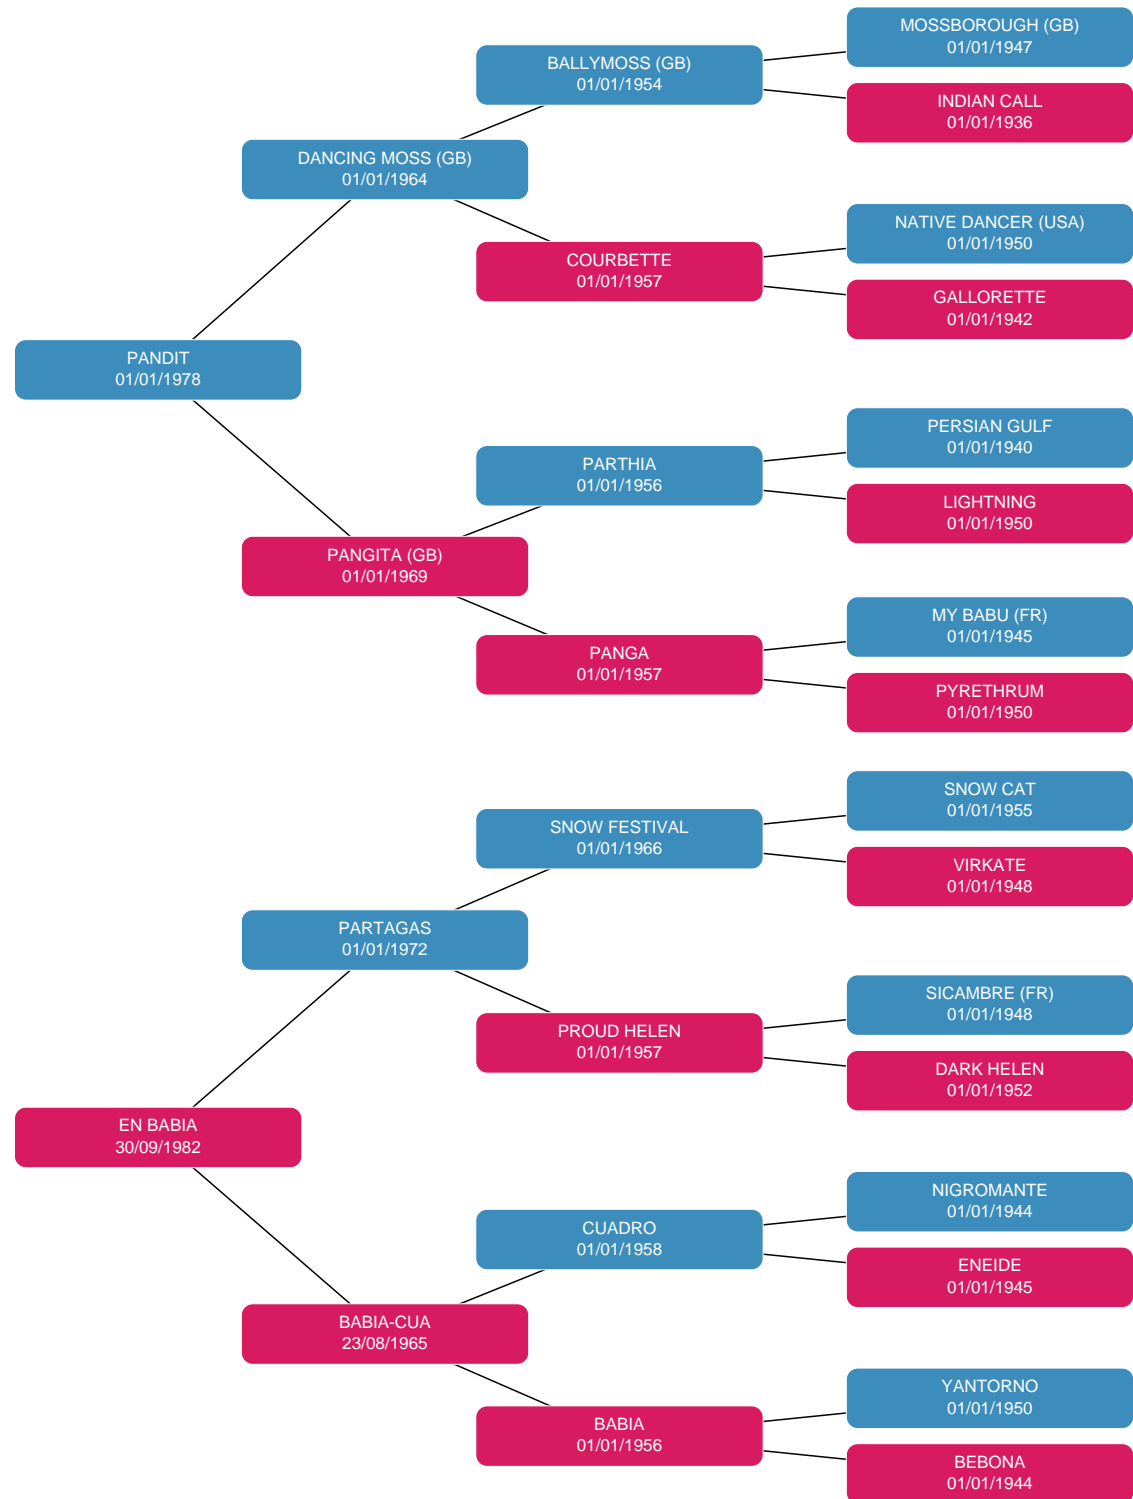 MOSSBOROUGH (GB)
01/01/1947
BALLYMOSS (GB)
01/01/1954
INDIAN CALL
01/01/1936
DANCING MOSS (GB)
01/01/1964
NATIVE DANCER (USA)
01/01/1950
COURBETTE
01/01/1957
GALLORETTE
01/01/1942
PANDIT
01/01/1978
PERSIAN GULF
01/01/1940
PARTHIA
01/01/1956
LIGHTNING
01/01/1950
PANGITA (GB)
01/01/1969
MY BABU (FR)
01/01/1945
PANGA
01/01/1957
PYRETHRUM
01/01/1950
SNOW CAT
01/01/1955
SNOW FESTIVAL
01/01/1966
VIRKATE
01/01/1948
PARTAGAS
01/01/1972
SICAMBRE (FR)
01/01/1948
PROUD HELEN
01/01/1957
DARK HELEN
01/01/1952
EN BABIA
30/09/1982
NIGROMANTE
01/01/1944
CUADRO
01/01/1958
ENEIDE
01/01/1945
BABIA-CUA
23/08/1965
YANTORNO
01/01/1950
BABIA
01/01/1956
BEBONA
01/01/1944